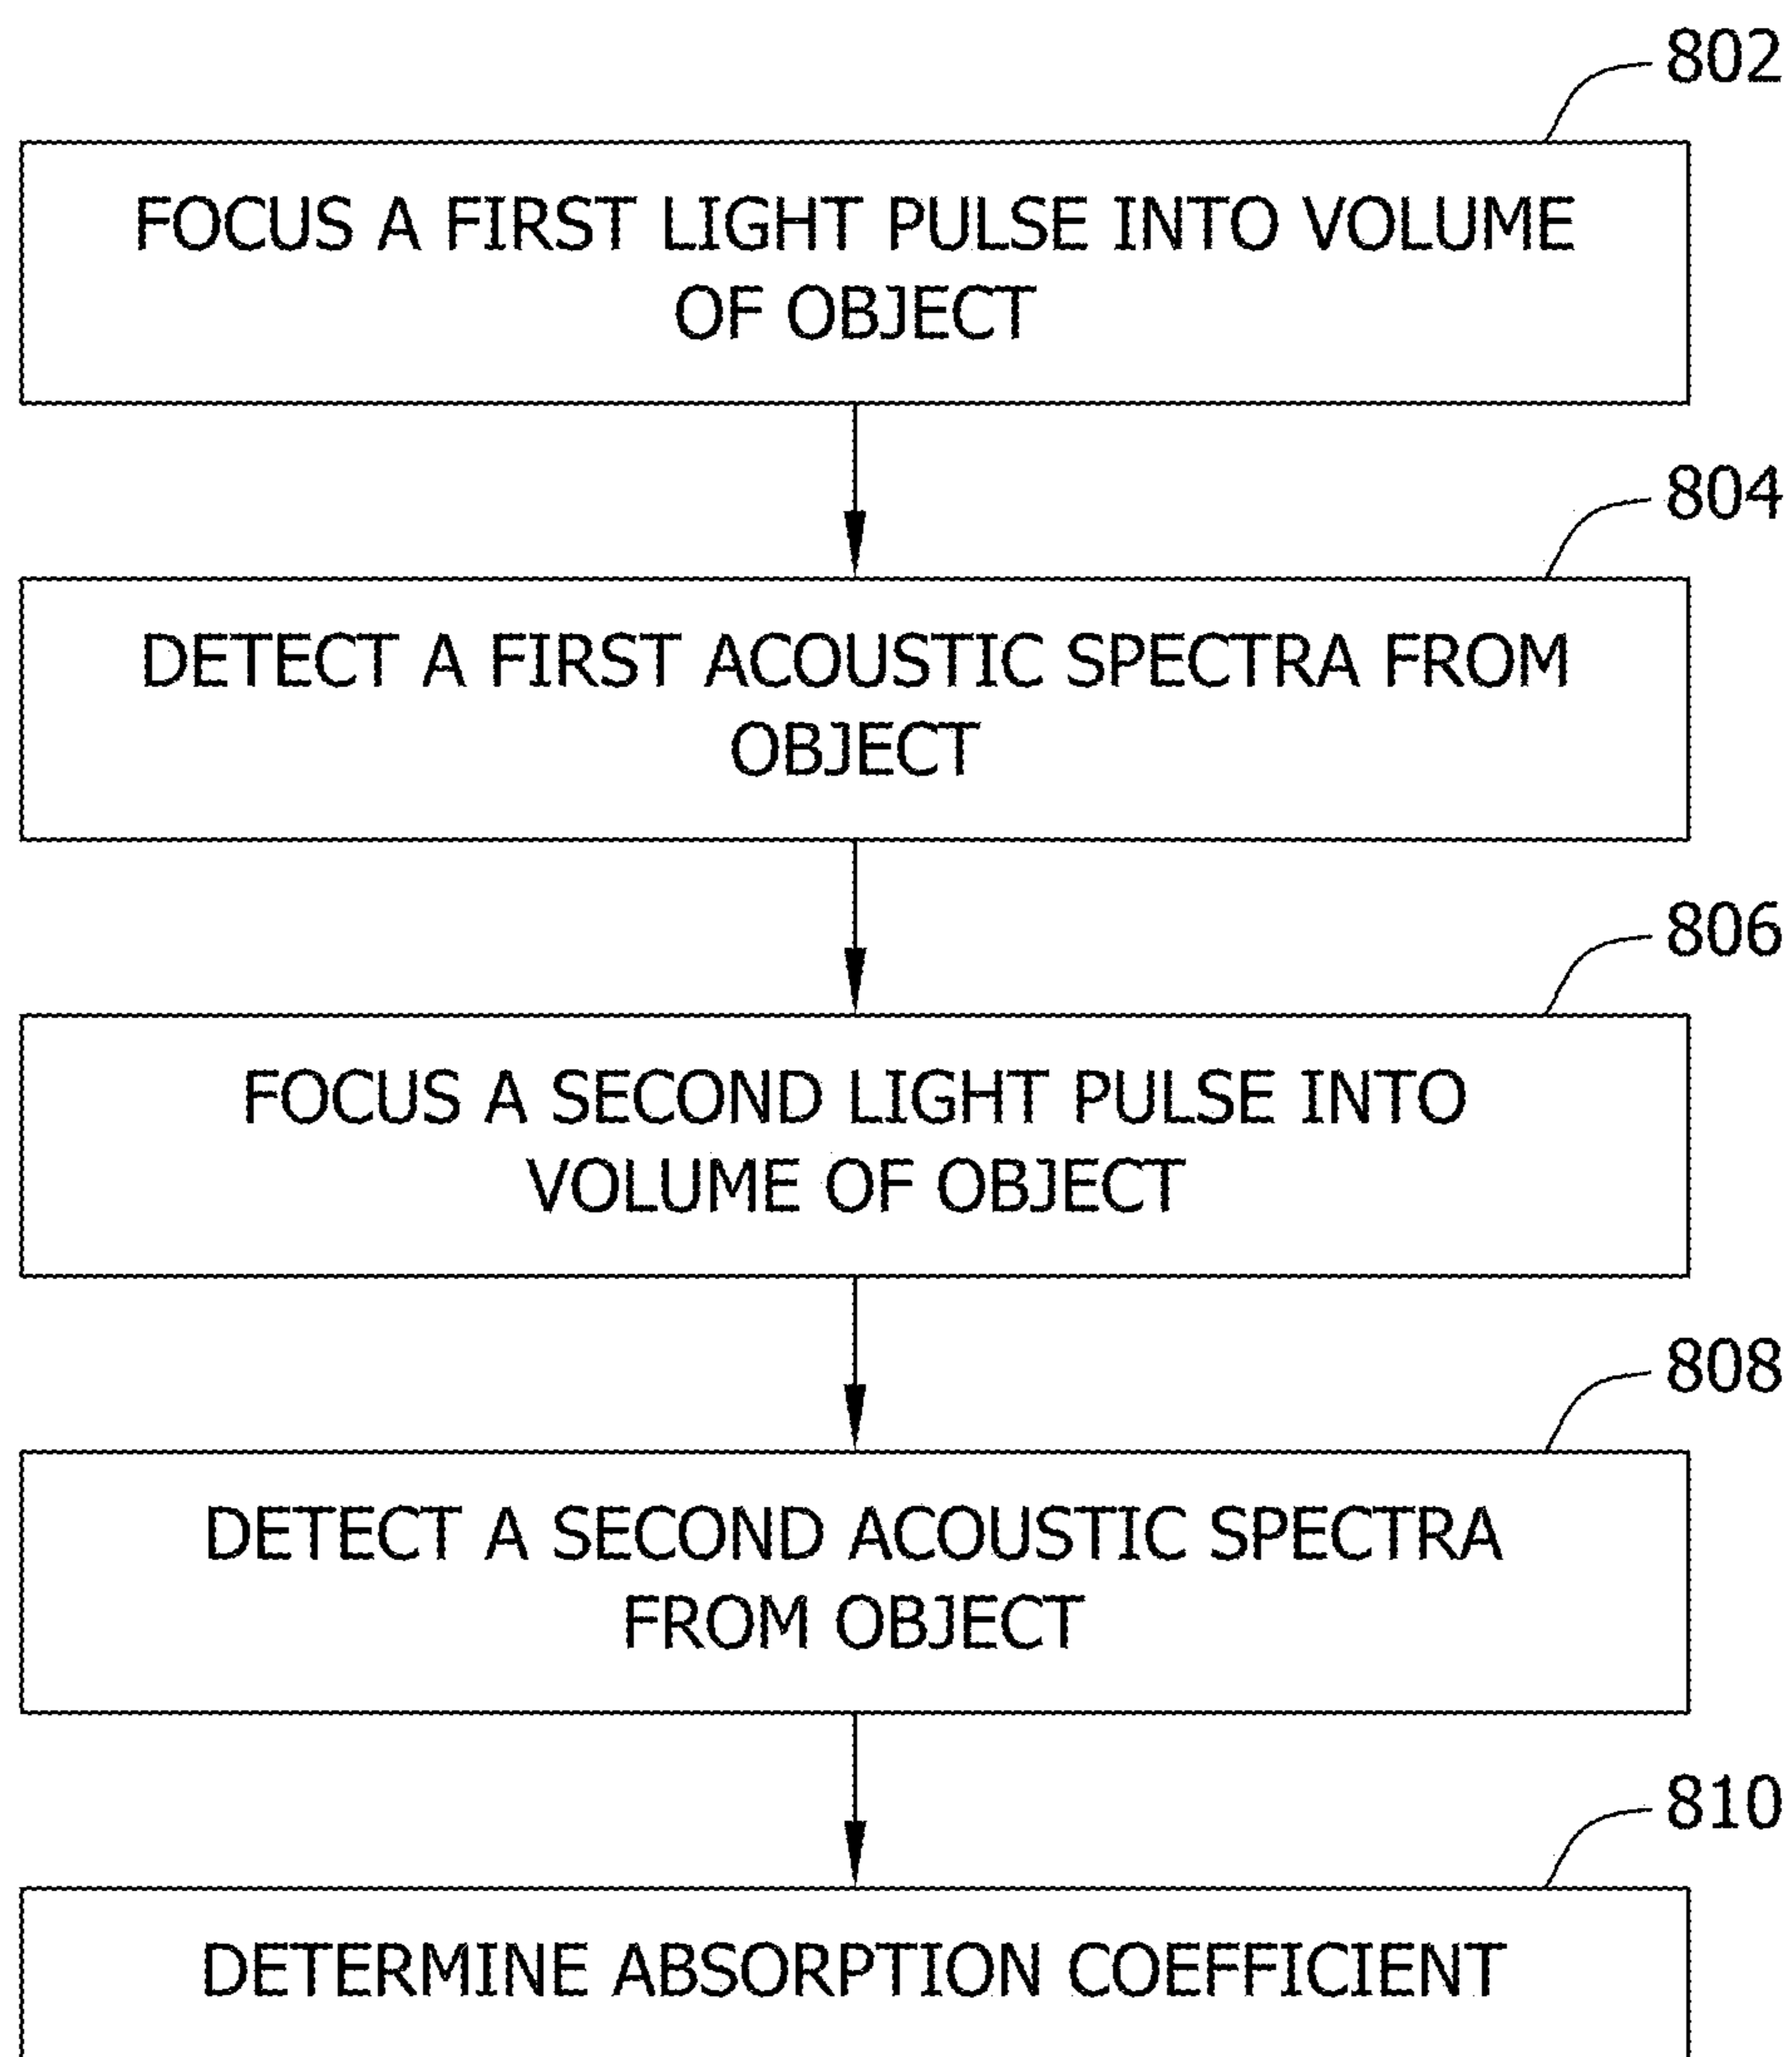 802
FOCUS A FIRST LIGHT PULSE INTO VOLUME
OF OBJECT
804
DETECT A FIRST ACOUSTIC SPECTRA FROM
OBJECT
806
FOCUS A SECOND LIGHT PULSE INTO
VOLUME OF OBJECT
808
DETECT A SECOND ACOUSTIC SPECTRA
FROM OBJECT
810
DETERMINE ABSORPTION COEFFICIENT